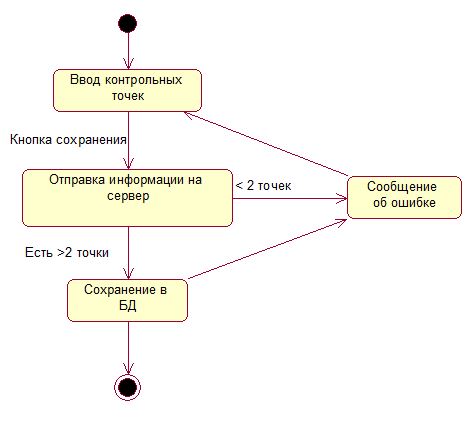 Ввод контрольных
точек
Кнопка сохранения
Отправка информации на
сервер
< 2 точек
Сообщение
об ошибке
Есть >2 точки
Сохранение в
БД